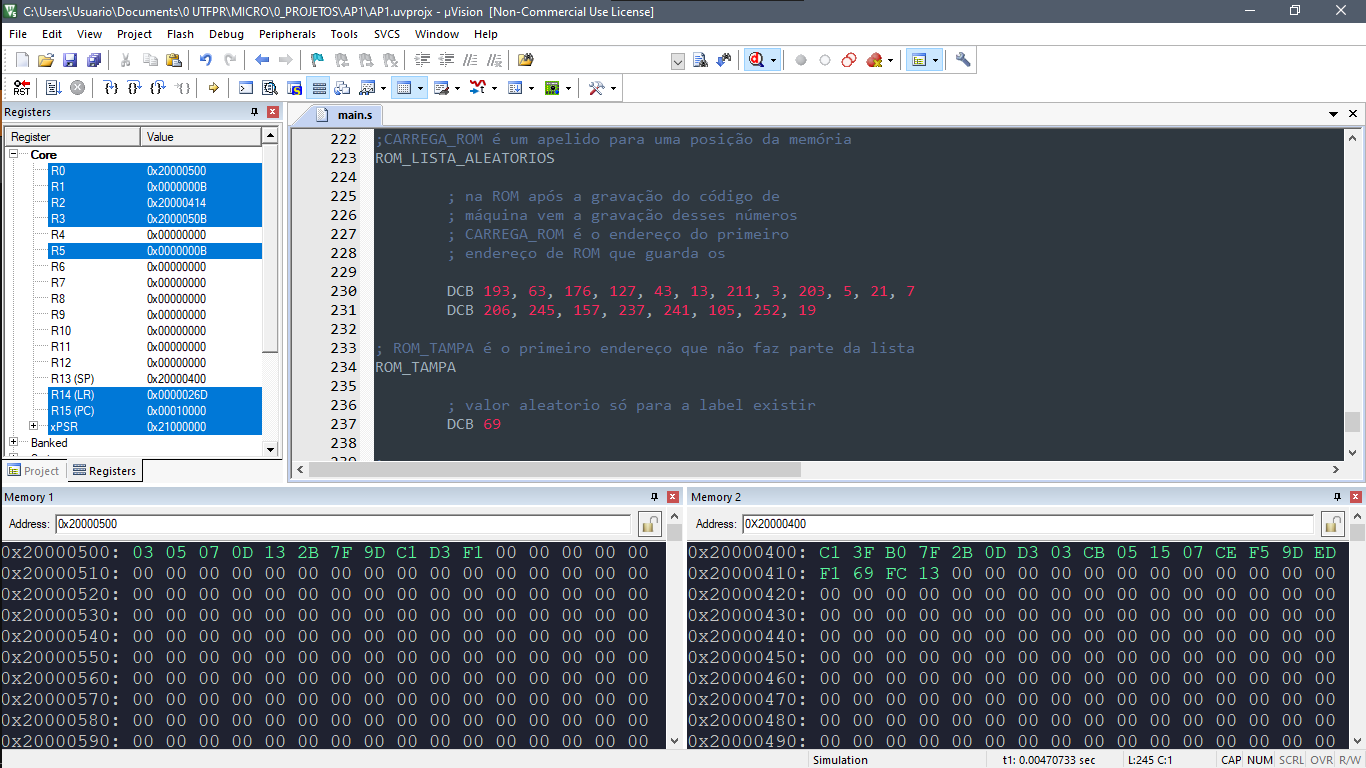 C:\Users\Usuario\Documents\0 UTFPR\MICRO\0_PROJETOS\AP1\AP1.uvprojx - µVision  [Non-Commercial Use License]
File Edit View Project Flash Debug Peripherals Tools SVCS Window Help
RST
Registers
Register Value
Core
R0 0x20000500
R1 0x0000000B
R2 0x20000414
R3 0x2000050B
R4 0x00000000
R5 0x0000000B
R6 0x00000000
R7 0x00000000
R8 0x00000000
R9 0x00000000
R10 0x00000000
R11 0x00000000
R12 0x00000000
R13 (SP) 0x20000400
R14 (LR) 0x0000026D
R15 (PC) 0x00010000
xPSR 0x21000000
Banked
Project Registers
main.s
222 ;CARREGA_ROM é um apelido para uma posição da memória
223 ROM_LISTA_ALEATORIOS
224
225 ; na ROM após a gravação do código de
226 ; máquina vem a gravação desses números
227 ; CARREGA_ROM é o endereço do primeiro
228 ; endereço de ROM que guarda os
229
230 DCB 193, 63, 176, 127, 43, 13, 211, 3, 203, 5, 21, 7
231 DCB 206, 245, 157, 237, 241, 105, 252, 19
232
233 ; ROM_TAMPA é o primeiro endereço que não faz parte da lista
234 ROM_TAMPA
235
236 ; valor aleatorio só para a label existir
237 DCB 69
238
Memory 1
Address: 0x20000500
0x20000500: 03 05 07 0D 13 2B 7F 9D C1 D3 F1 00 00 00 00 00
0x20000510: 00 00 00 00 00 00 00 00 00 00 00 00 00 00 00 00
0x20000520: 00 00 00 00 00 00 00 00 00 00 00 00 00 00 00 00
0x20000530: 00 00 00 00 00 00 00 00 00 00 00 00 00 00 00 00
0x20000540: 00 00 00 00 00 00 00 00 00 00 00 00 00 00 00 00
0x20000550: 00 00 00 00 00 00 00 00 00 00 00 00 00 00 00 00
0x20000560: 00 00 00 00 00 00 00 00 00 00 00 00 00 00 00 00
0x20000570: 00 00 00 00 00 00 00 00 00 00 00 00 00 00 00 00
0x20000580: 00 00 00 00 00 00 00 00 00 00 00 00 00 00 00 00
0x20000590: 00 00 00 00 00 00 00 00 00 00 00 00 00 00 00 00
Memory 2
Address: 0X20000400
0x20000400: C1 3F B0 7F 2B 0D D3 03 CB 05 15 07 CE F5 9D ED
0x20000410: F1 69 FC 13 00 00 00 00 00 00 00 00 00 00 00 00
0x20000420: 00 00 00 00 00 00 00 00 00 00 00 00 00 00 00 00
0x20000430: 00 00 00 00 00 00 00 00 00 00 00 00 00 00 00 00
0x20000440: 00 00 00 00 00 00 00 00 00 00 00 00 00 00 00 00
0x20000450: 00 00 00 00 00 00 00 00 00 00 00 00 00 00 00 00
0x20000460: 00 00 00 00 00 00 00 00 00 00 00 00 00 00 00 00
0x20000470: 00 00 00 00 00 00 00 00 00 00 00 00 00 00 00 00
0x20000480: 00 00 00 00 00 00 00 00 00 00 00 00 00 00 00 00
0x20000490: 00 00 00 00 00 00 00 00 00 00 00 00 00 00 00 00
Simulation t1: 0.00470733 sec L:245 C:1 CAP NUM SCRL OVR R/W